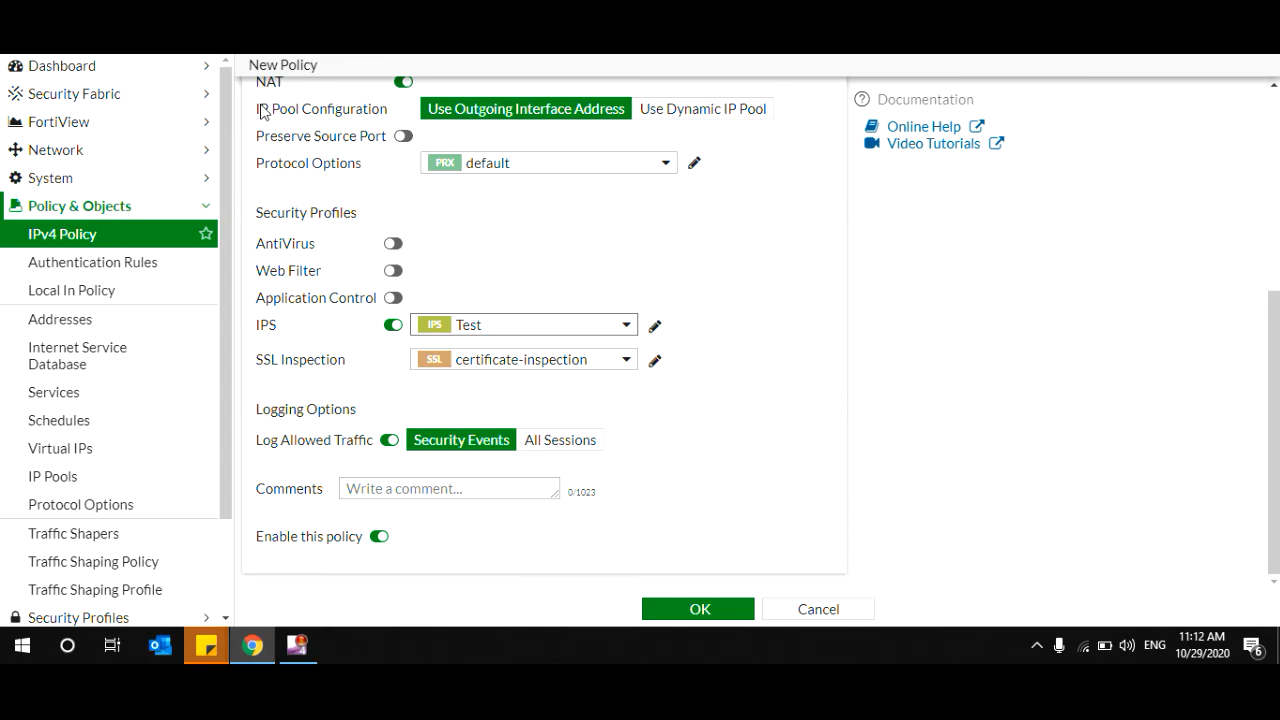 Dashboard
Security Fabric
FortiView
Network
System
Policy & Objects
IPv4 Policy
Authentication Rules
Local In Policy
Addresses
Internet Service
Database
Services
Schedules
Virtual IPs
IP Pools
Protocol Options
Traffic Shapers
Traffic Shaping Policy
Traffic Shaping Profile
Security Profiles
New Policy
NAT
IP Pool Configuration Use Outgoing Interface Address Use Dynamic IP Pool
Preserve Source Port
Protocol Options PRX default
Security Profiles
AntiVirus
Web Filter
Application Control
IPS IPS Test
SSL Inspection SSL certificate-inspection
Logging Options
Log Allowed Traffic Security Events All Sessions
Comments Write a comment... 0/1023
Enable this policy
OK Cancel
Documentation
Online Help
Video Tutorials
ENG
11:12 AM
10/29/2020
6